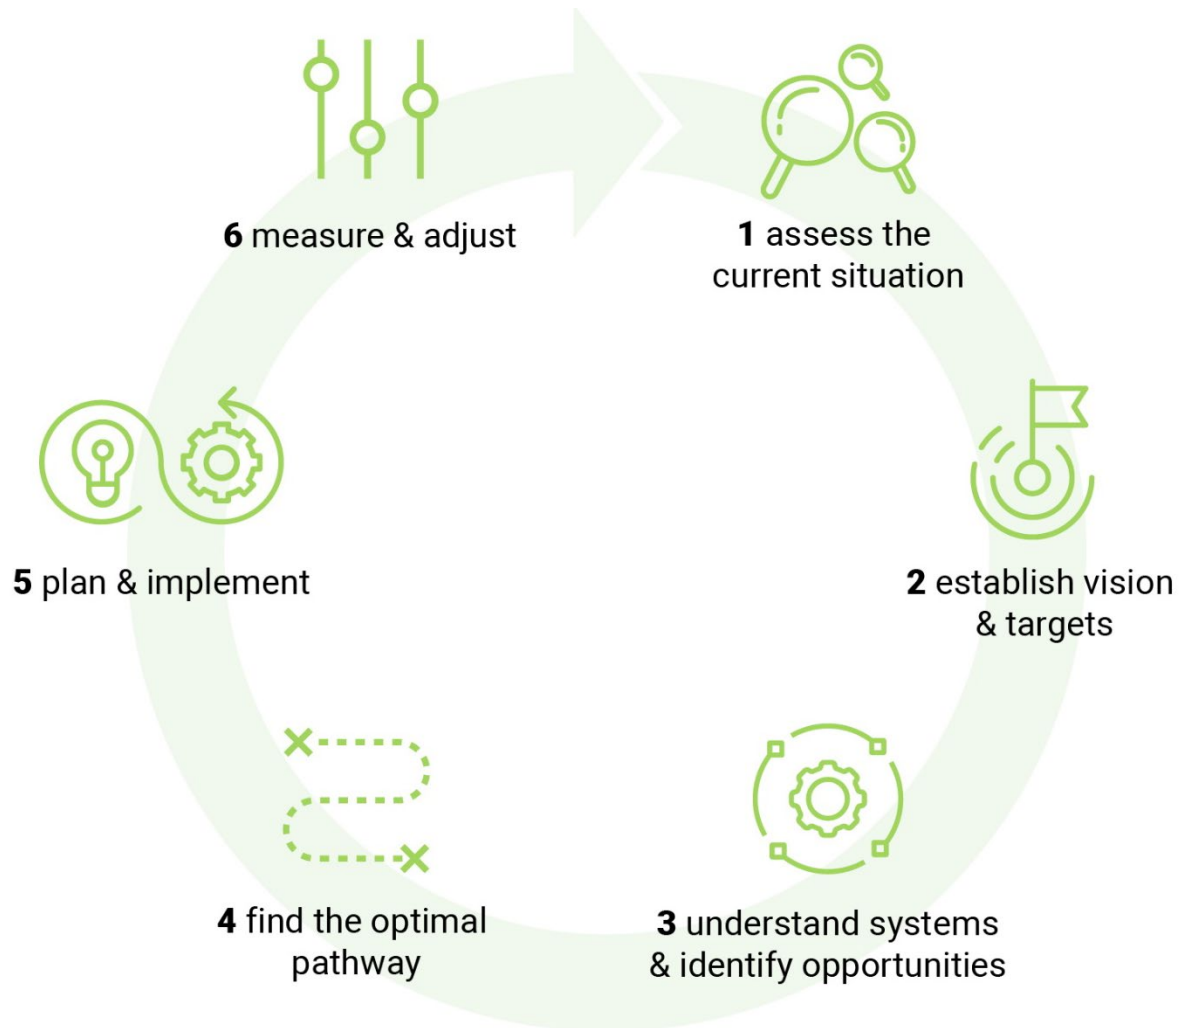 6 measure & adjust
1 assess the
current situation
5 plan & implement
2 establish vision
& targets
4 find the optimal
pathway
3 understand systems
& identify opportunities